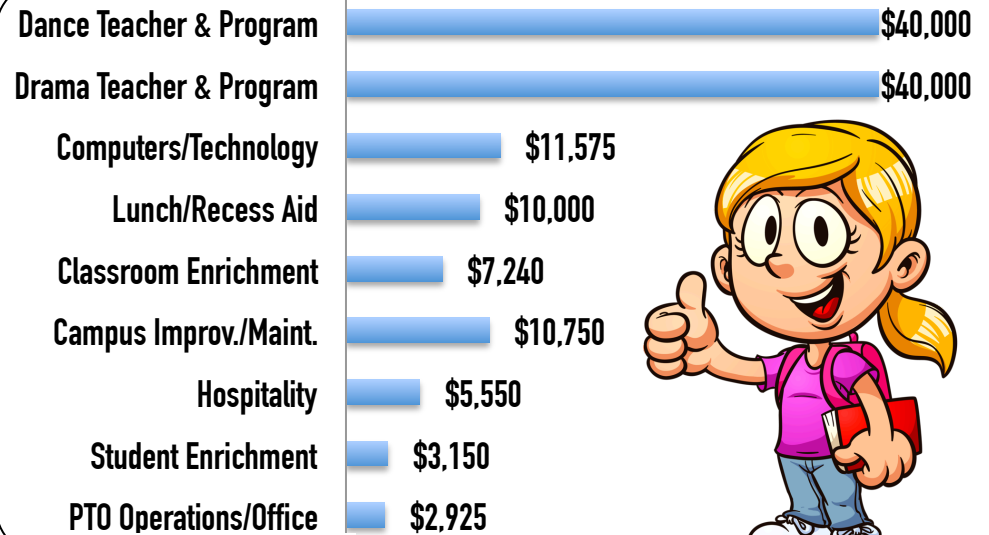 Dance Teacher & Program $40,000
Drama Teacher & Program $40,000
Computers/Technology $11,575
Lunch/Recess Aid $10,000
Classroom Enrichment $7,240
Campus Improv./Maint. $10,750
Hospitality $5,550
Student Enrichment $3,150
PTO Operations/Office $2,925